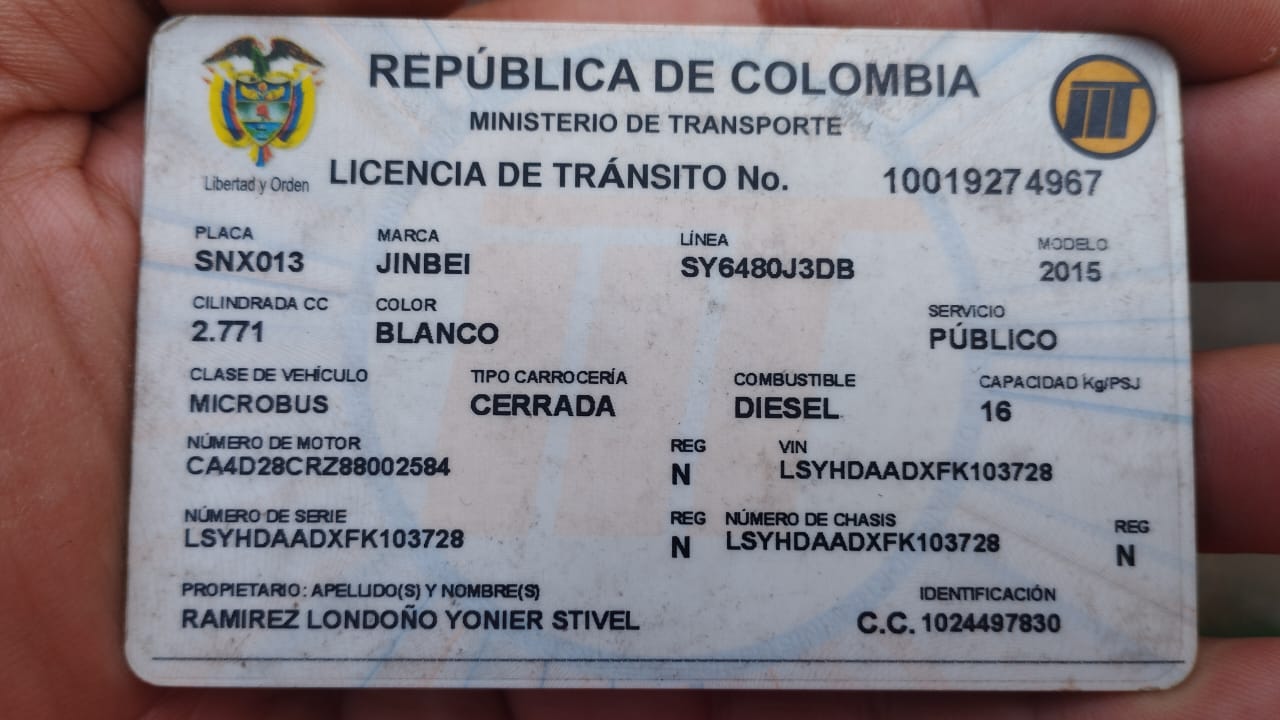 REPÚBLICA DE COLOMBIA
MINISTERIO DE TRANSPORTE
Libertad y Orden
LICENCIA DE TRÁNSITO No. 10019274967
PLACA MARCA LÍNEA MODELO
SNX013 JINBEI SY6480J3DB 2015
CILINDRADA CC COLOR SERVICIO
2.771 BLANCO PÚBLICO
CLASE DE VEHÍCULO TIPO CARROCERÍA COMBUSTIBLE CAPACIDAD Kg/PSJ
MICROBUS CERRADA DIESEL 16
NÚMERO DE MOTOR REG VIN
CA4D28CRZ88002584 N LSYHDAADXFK103728
NÚMERO DE SERIE REG NÚMERO DE CHASIS REG
LSYHDAADXFK103728 N LSYHDAADXFK103728 N
PROPIETARIO: APELLIDO(S) Y NOMBRE(S) IDENTIFICACIÓN
RAMIREZ LONDOÑO YONIER STIVEL C.C. 1024497830